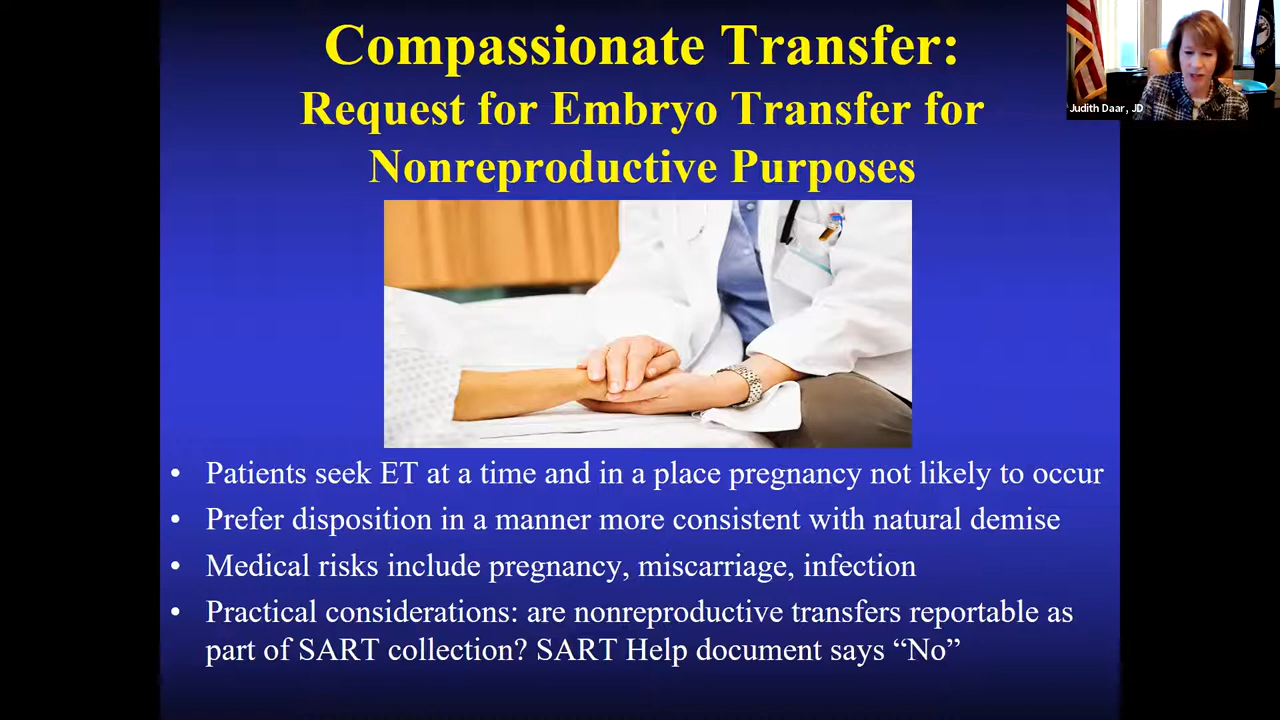 Compassionate Transfer:
Request for Embryo Transfer for
Nonreproductive Purposes
Judith Daar, JD
• Patients seek ET at a time and in a place pregnancy not likely to occur
• Prefer disposition in a manner more consistent with natural demise
• Medical risks include pregnancy, miscarriage, infection
• Practical considerations: are nonreproductive transfers reportable as
part of SART collection? SART Help document says “No”